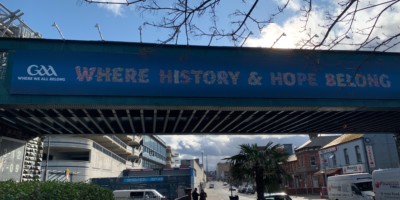 GAA
WHERE WE ALL BELONG
WHERE HISTORY & HOPE BELONG